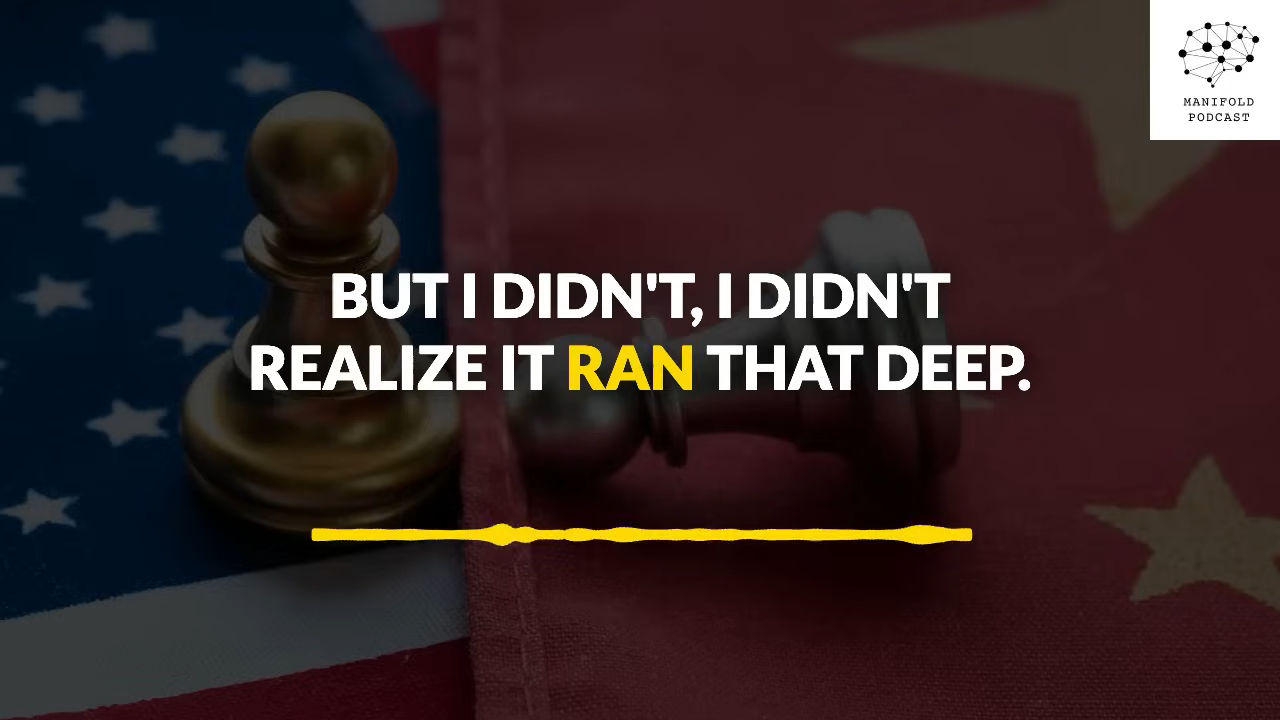 MANIFOLD
PODCAST
BUT I DIDN'T, I DIDN'T
REALIZE IT RAN THAT DEEP.